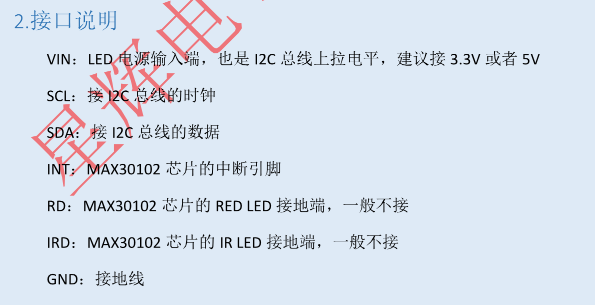 2.接口说明
VIN：LED 电源输入端，也是 I2C 总线上拉电平，建议接 3.3V 或者 5V
SCL：接 I2C 总线的时钟
SDA：接 I2C 总线的数据
INT：MAX30102 芯片的中断引脚
RD：MAX30102 芯片的 RED LED 接地端，一般不接
IRD：MAX30102 芯片的 IR LED 接地端，一般不接
GND：接地线
星辉电